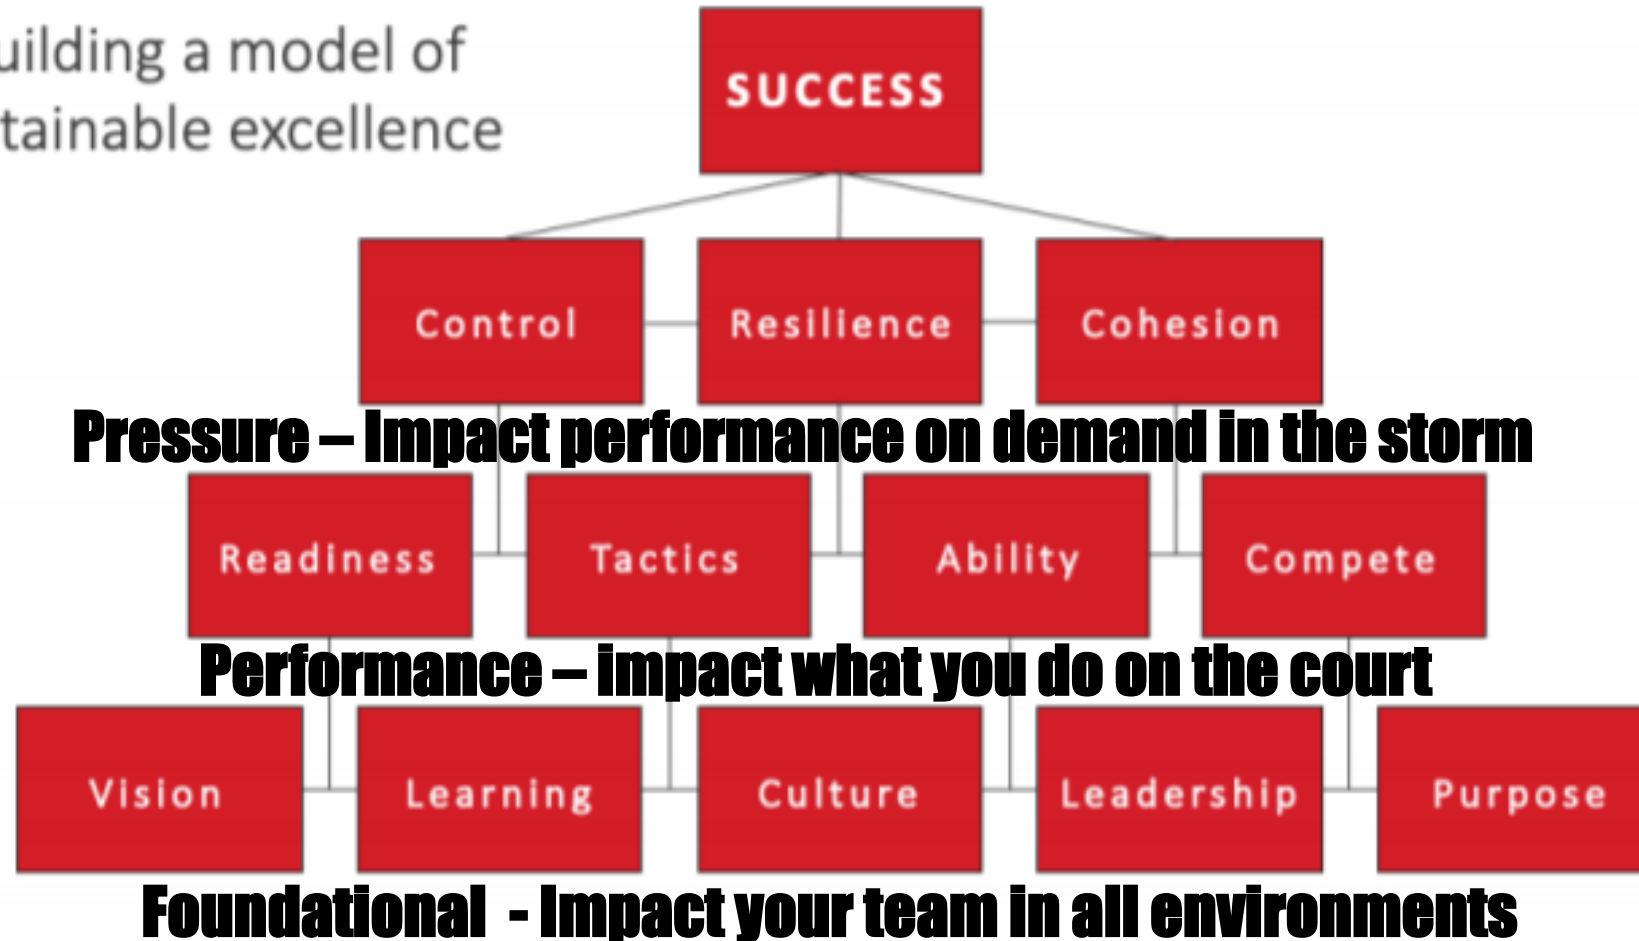 uilding a model of
tainable excellence
SUCCESS
Control Resilience Cohesion
Pressure – Impact performance on demand in the storm
Readiness Tactics Ability Compete
Performance – impact what you do on the court
Vision Learning Culture Leadership Purpose
Foundational - Impact your team in all environments